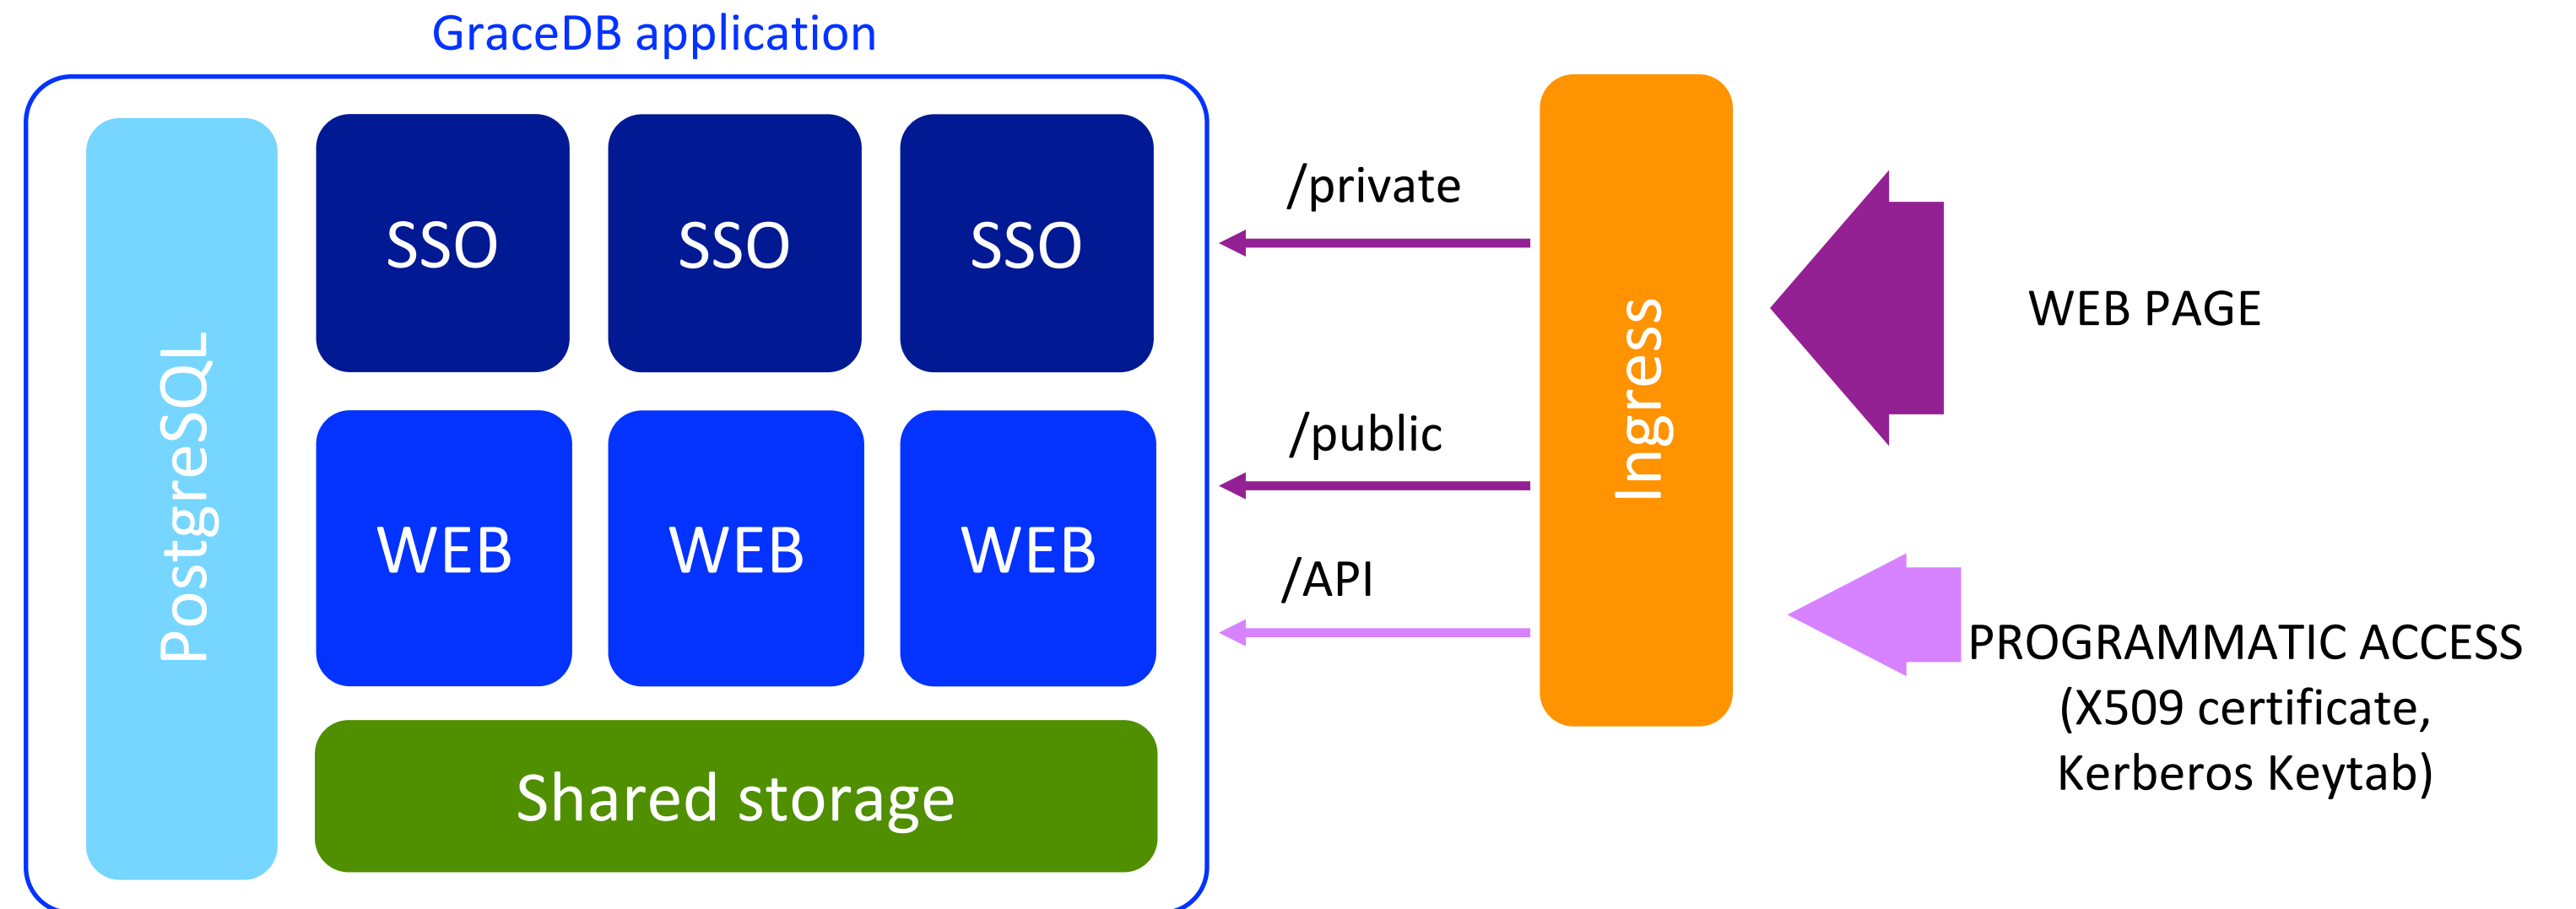 GraceDB application
PostgreSQL
SSO
SSO
SSO
WEB
WEB
WEB
Shared storage
/private
/public
/API
Ingress
WEB PAGE
PROGRAMMATIC ACCESS
(X509 certificate,
Kerberos Keytab)